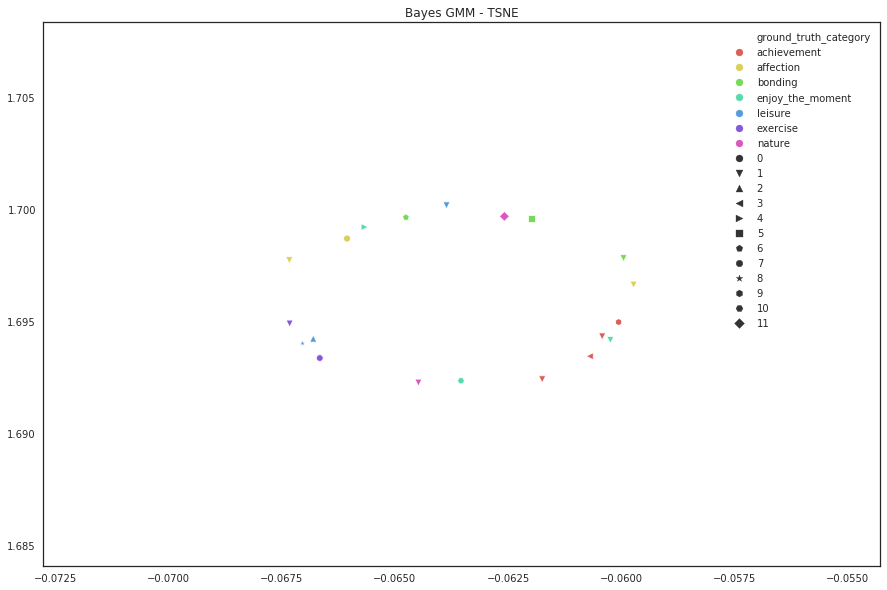 Bayes GMM - TSNE
ground_truth_category
achievement
affection
bonding
enjoy_the_moment
leisure
exercise
nature
0
1
2
3
4
5
6
7
8
9
10
11
1.705
1.700
1.695
1.690
1.685
−0.0725 −0.0700 −0.0675 −0.0650 −0.0625 −0.0600 −0.0575 −0.0550